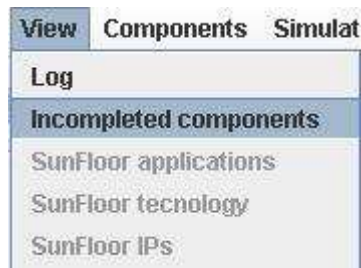 View Components Simulat
Log
Incompleted components
SunFloor applications
SunFloor tecnology
SunFloor IPs